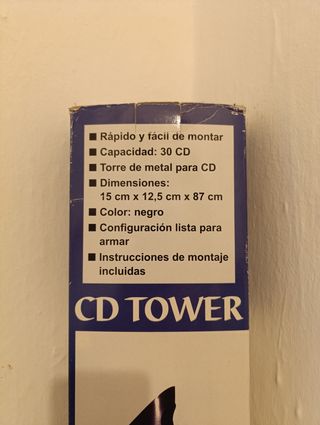 ■ Rápido y fácil de montar
■ Capacidad: 30 CD
■ Torre de metal para CD
■ Dimensiones:
15 cm x 12,5 cm x 87 cm
■ Color: negro
■ Configuración lista para
armar
■ Instrucciones de montaje
incluidas
CD TOWER